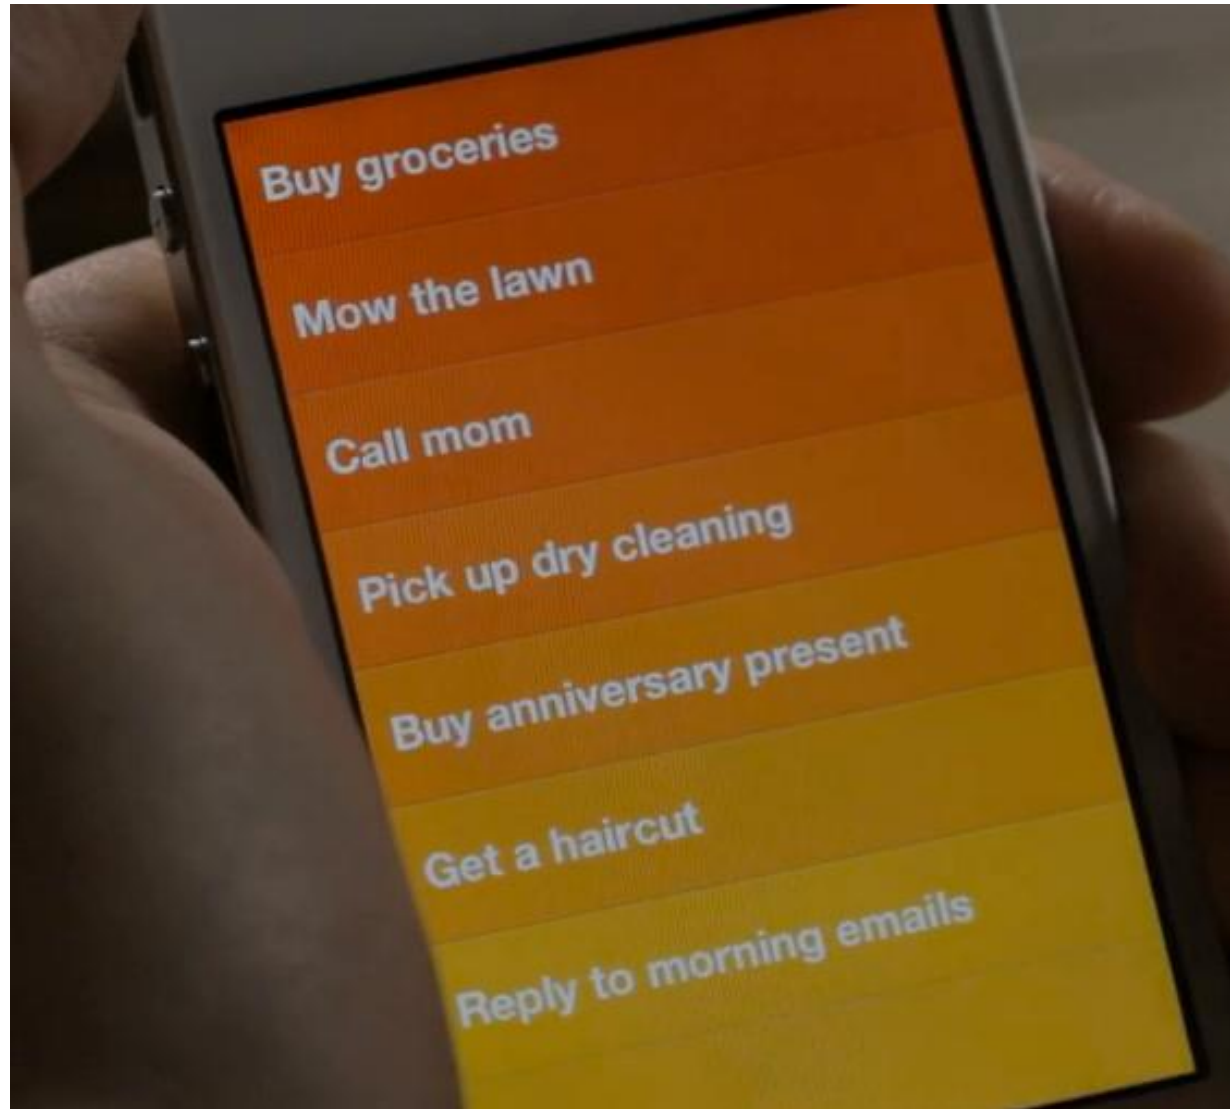 Buy groceries
Mow the lawn
Call mom
Pick up dry cleaning
Buy anniversary present
Get a haircut
Reply to morning emails